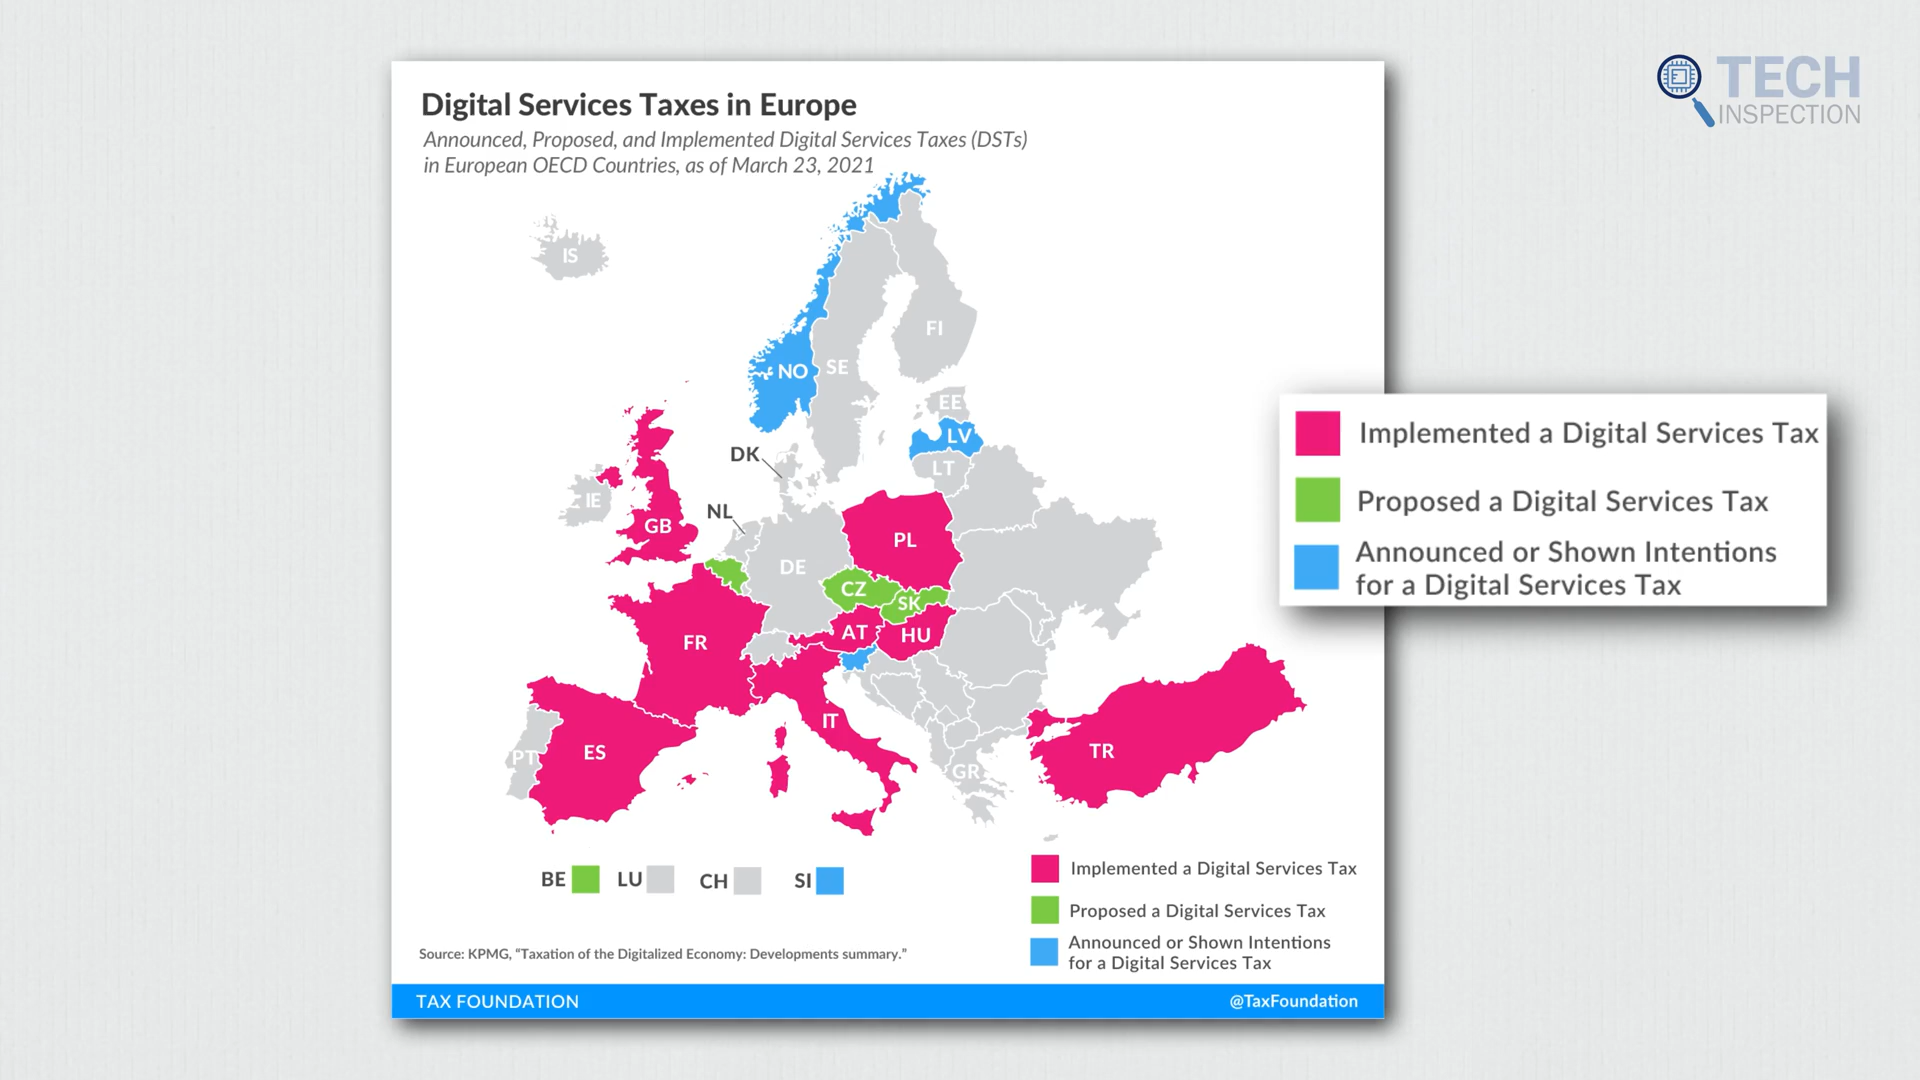 TECH
INSPECTION
Digital Services Taxes in Europe
Announced, Proposed, and Implemented Digital Services Taxes (DSTs)
in European OECD Countries, as of March 23, 2021
IS
FI
NO
SE
EE
LV
DK
LT
IE
NL
GB
PL
DE
CZ
SK
FR
AT
HU
IT
PT
ES
TR
GR
Implemented a Digital Services Tax
Proposed a Digital Services Tax
Announced or Shown Intentions
for a Digital Services Tax
BE
LU
CH
SI
Implemented a Digital Services Tax
Proposed a Digital Services Tax
Announced or Shown Intentions
for a Digital Services Tax
Source: KPMG, “Taxation of the Digitalized Economy: Developments summary.”
TAX FOUNDATION
@TaxFoundation